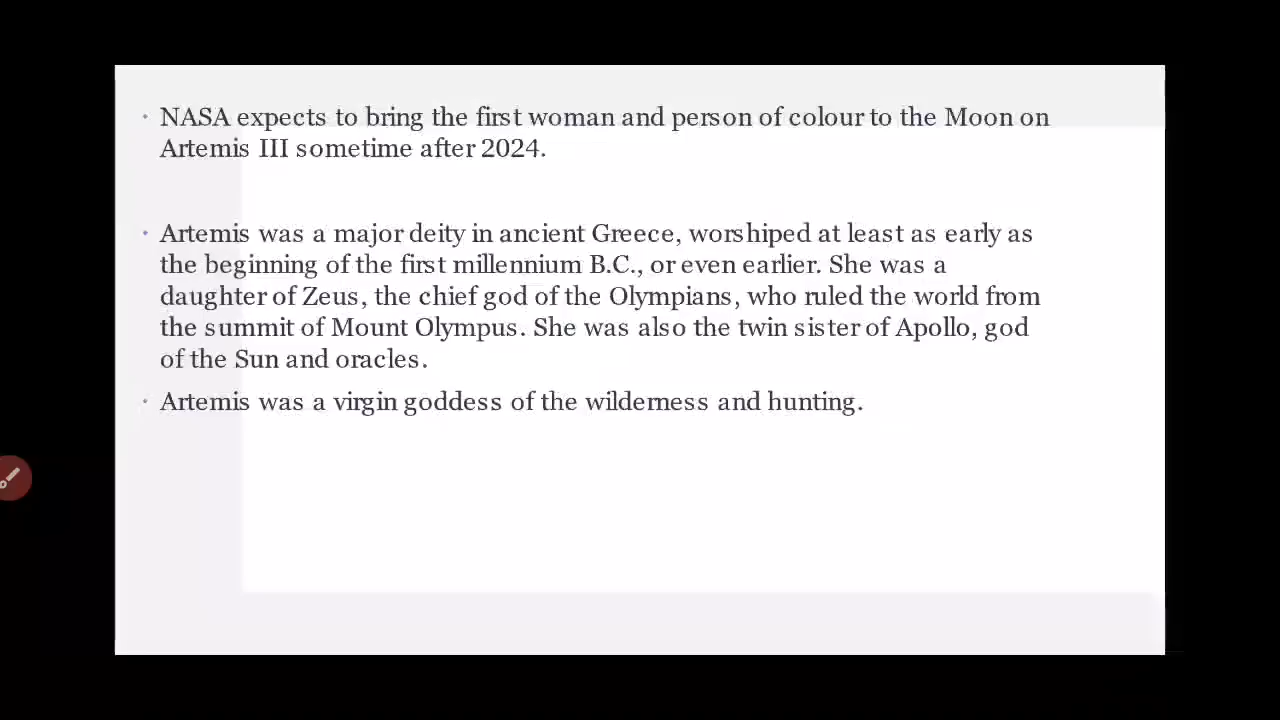 NASA expects to bring the first woman and person of colour to the Moon on
Artemis III sometime after 2024.
Artemis was a major deity in ancient Greece, worshiped at least as early as
the beginning of the first millennium B.C., or even earlier. She was a
daughter of Zeus, the chief god of the Olympians, who ruled the world from
the summit of Mount Olympus. She was also the twin sister of Apollo, god
of the Sun and oracles.
Artemis was a virgin goddess of the wilderness and hunting.